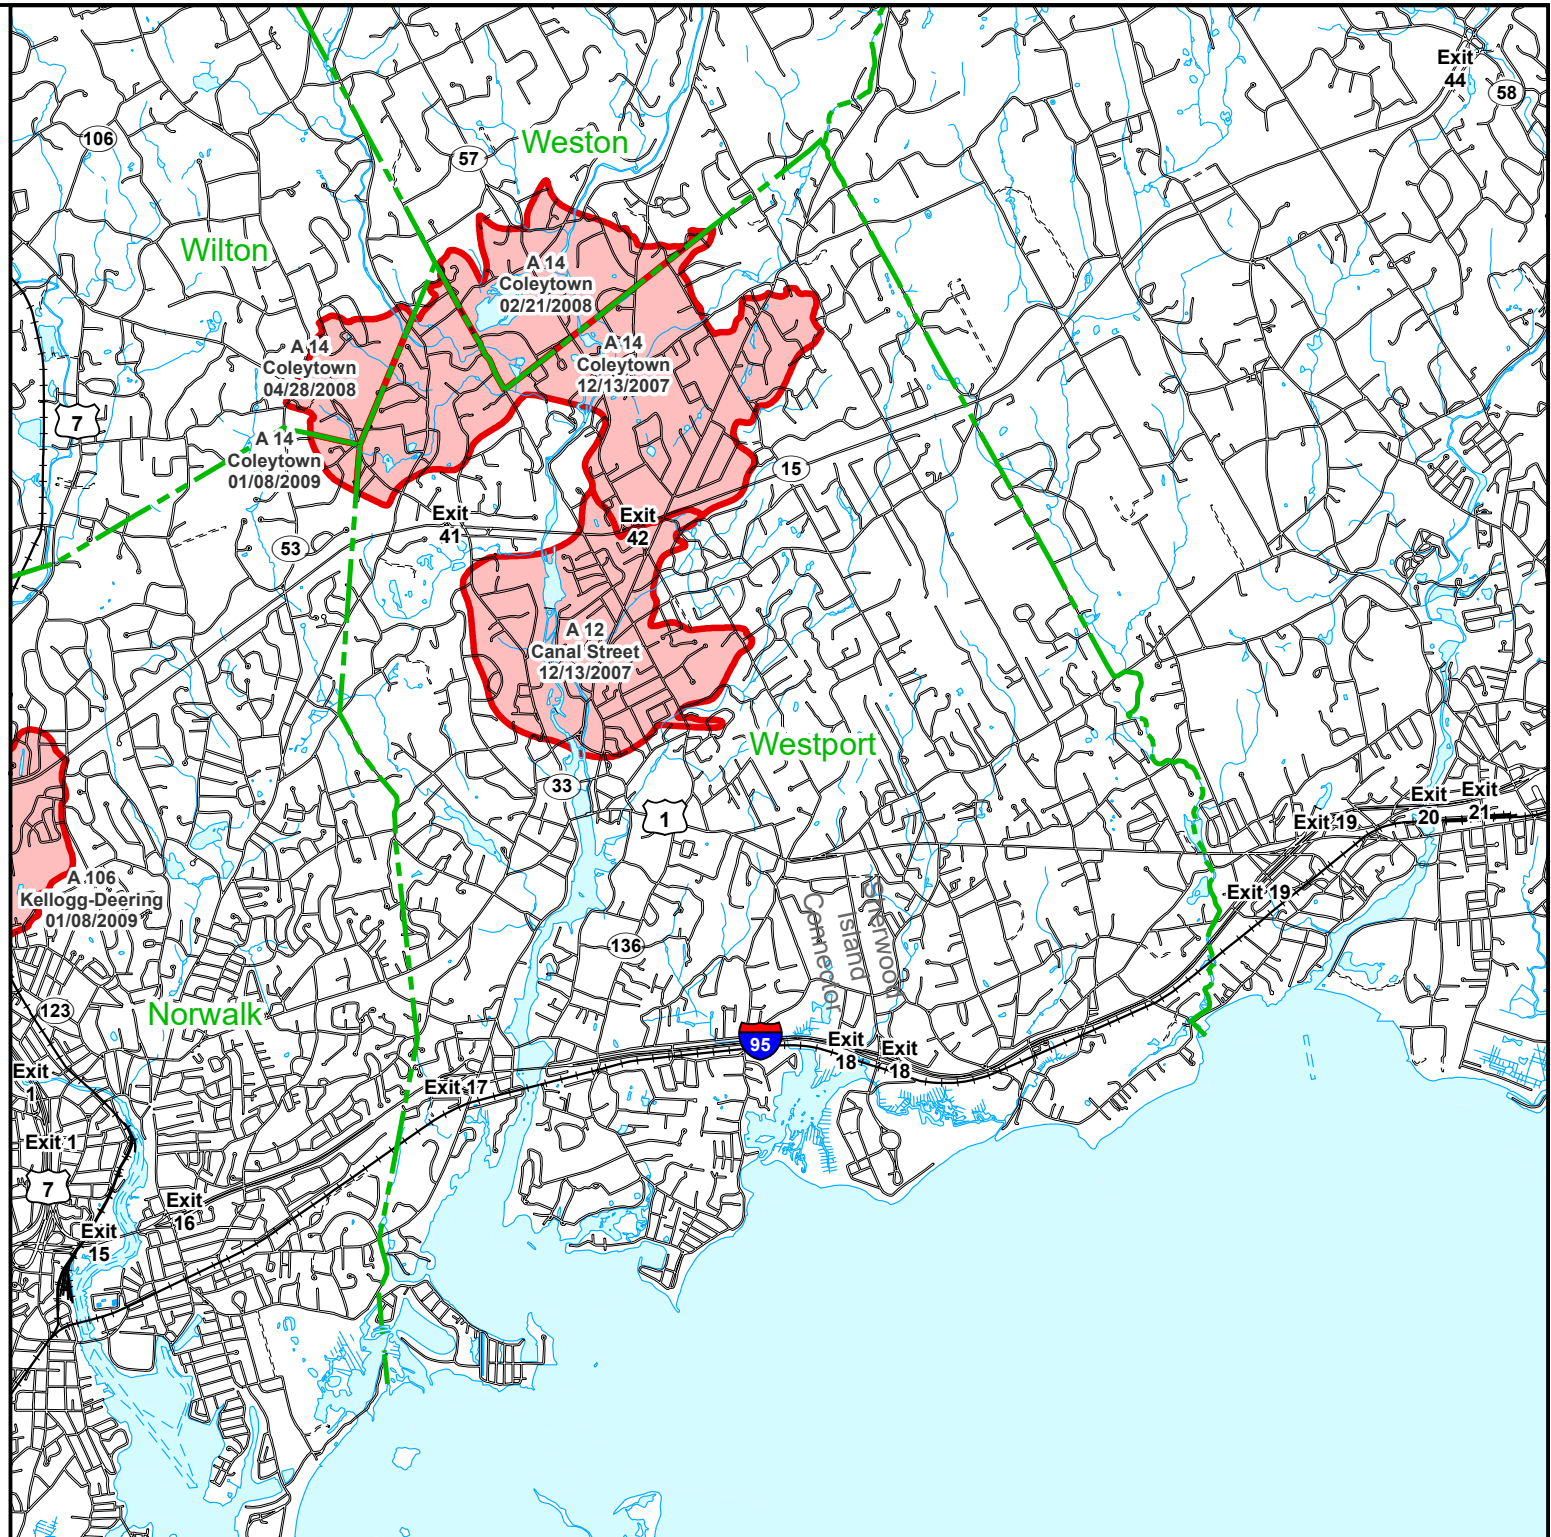 Exit
44
58
106
57
Weston
Wilton
A 14
Coleytown
02/21/2008
A 14
Coleytown
04/28/2008
A 14
Coleytown
12/13/2007
7
A 14
Coleytown
01/08/2009
15
Exit
41
Exit
42
53
A 12
Canal Street
12/13/2007
Westport
33
1
Exit
20
Exit
21
Exit 19
A 106
Kellogg-Deering
01/08/2009
Exit 19
Sherwood
Island
Connector
136
123
Norwalk
95
Exit
18
Exit
18
Exit
1
Exit 17
Exit 1
7
Exit
16
Exit
15